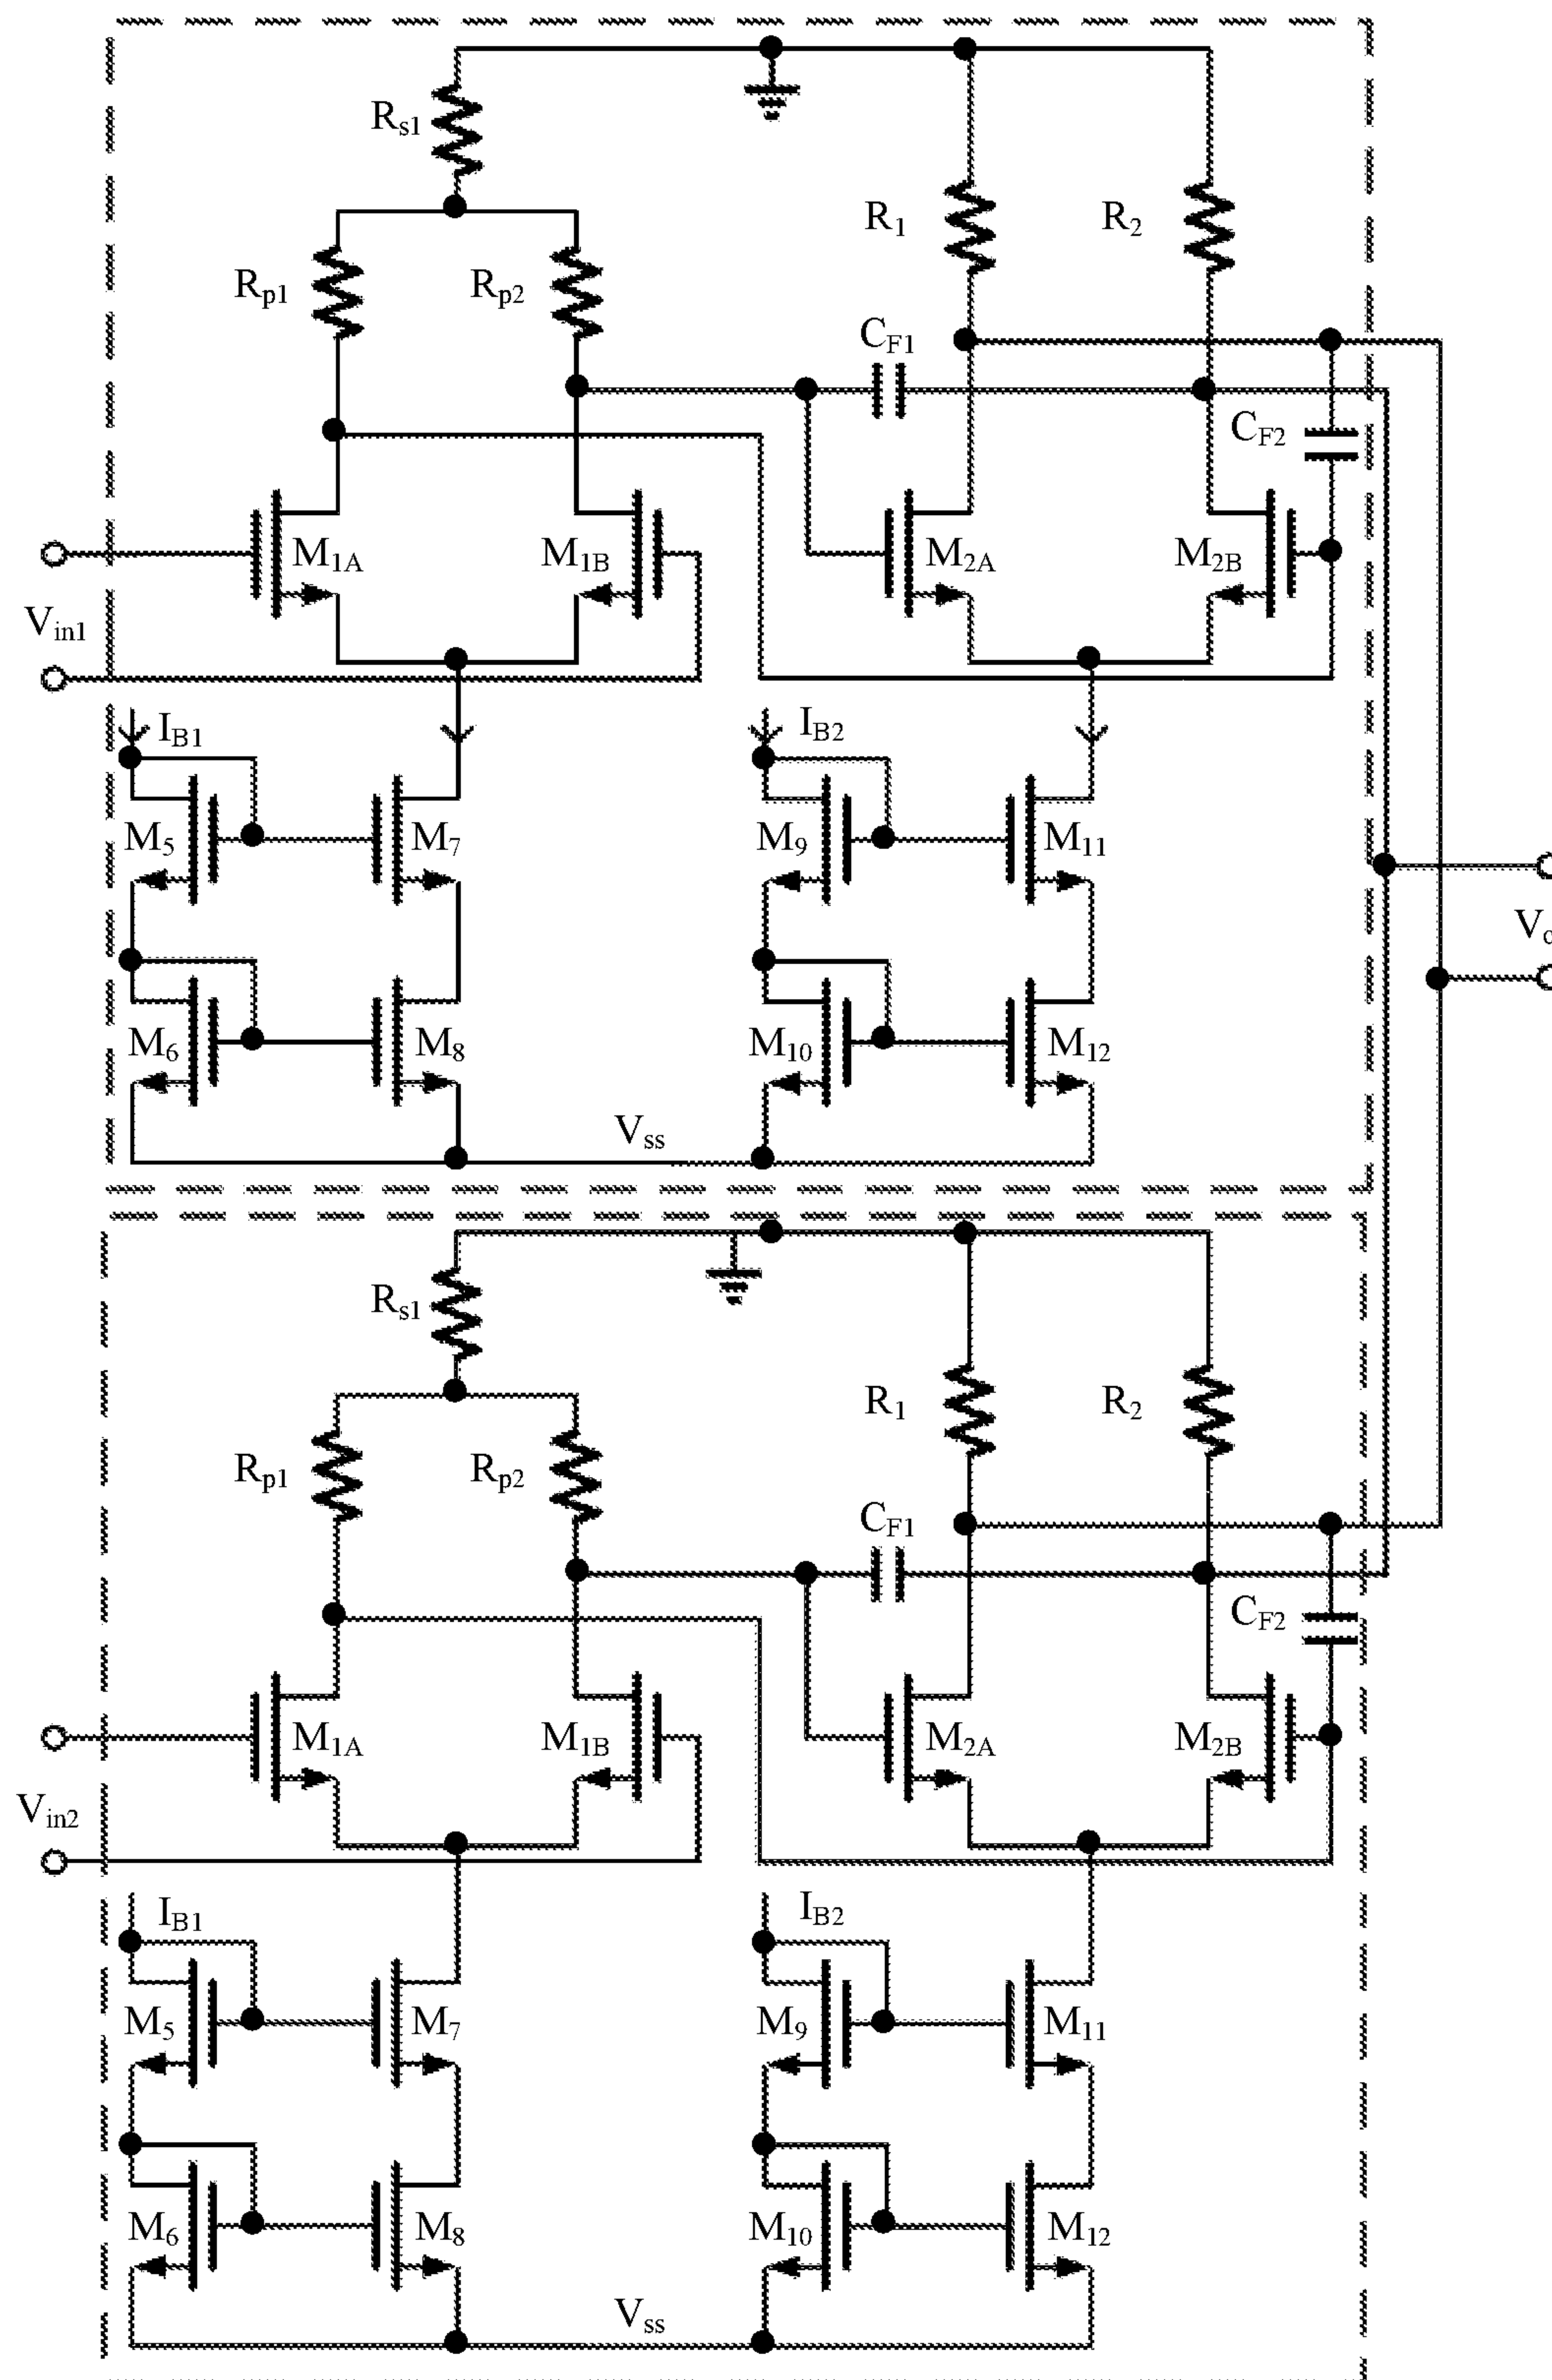 Rs1
Rp1
Rp2
R1
R2
CF1
CF2
M1A
M1B
M2A
M2B
Vin1
IB1
IB2
M5
M7
M9
M11
M6
M8
M10
M12
Vss
Rs1
Rp1
Rp2
R1
R2
CF1
CF2
M1A
M1B
M2A
M2B
Vin2
IB1
IB2
M5
M7
M9
M11
M6
M8
M10
M12
Vss